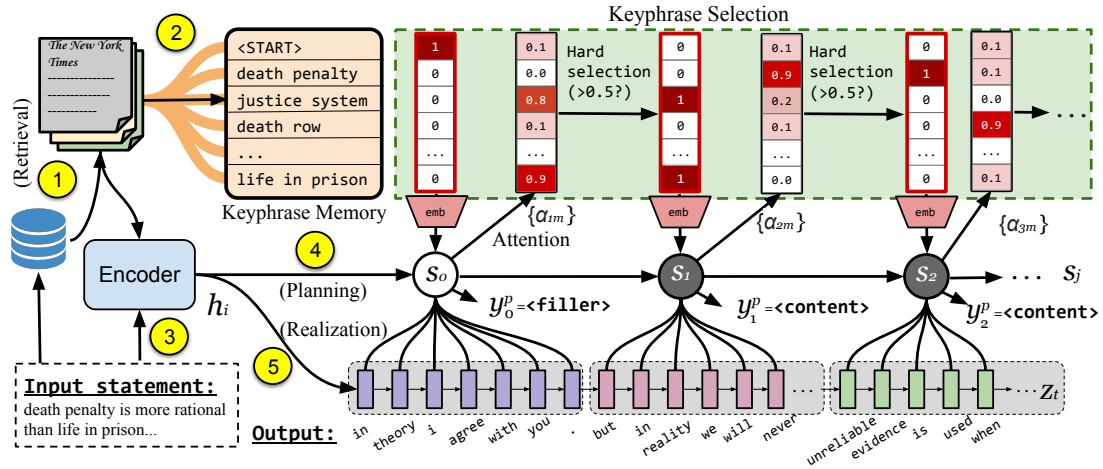 Keyphrase Selection
The New York
Times
(Retrieval)
1
2
<START>
death penalty
justice system
death row
...
life in prison
Keyphrase Memory
1
0
0
0
...
0
0.1
0.0
0.8
0.1
...
0.9
Hard
selection
(>0.5?)
0
0
1
0
...
1
0.1
0.9
0.2
0.1
...
0.0
Hard
selection
(>0.5?)
0
1
0
0
...
0
0.1
0.1
0.0
0.9
...
0.1
...
emb
{α1m}
Attention
emb
{α2m}
emb
{α3m}
Encoder
hi
4
(Planning)
s0
s1
s2
... sj
y0p=<filler>
y1p=<content>
y2p=<content>
3
(Realization)
5
Input statement:
death penalty is more rational
than life in prison...
Output:
in theory i agree with you .
but in reality we will never ...
unreliable evidence is used when ... zt